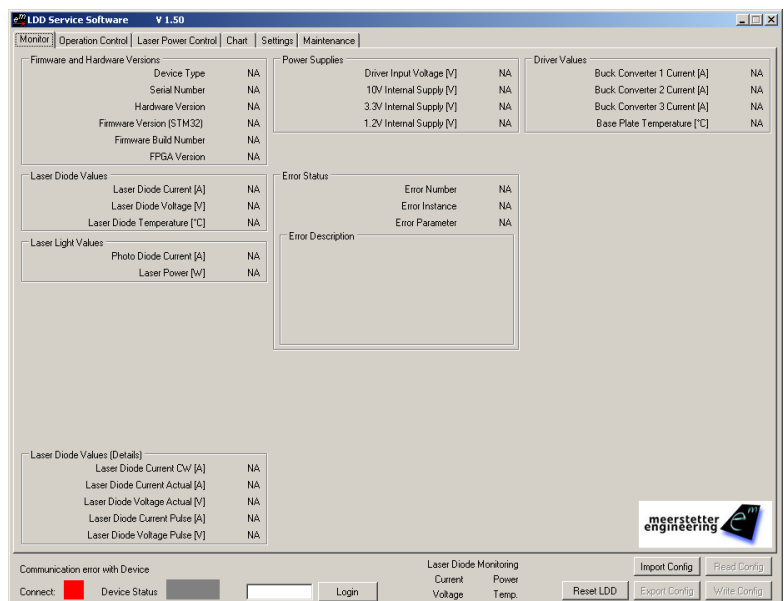 em LDD Service Software V 1.50
Monitor Operation Control Laser Power Control Chart Settings Maintenance
Firmware and Hardware Versions
Device Type NA
Serial Number NA
Hardware Version NA
Firmware Version (STM32) NA
Firmware Build Number NA
FPGA Version NA
Power Supplies
Driver Input Voltage [V] NA
10V Internal Supply [V] NA
3.3V Internal Supply [V] NA
1.2V Internal Supply [V] NA
Driver Values
Buck Converter 1 Current [A] NA
Buck Converter 2 Current [A] NA
Buck Converter 3 Current [A] NA
Base Plate Temperature [°C] NA
Laser Diode Values
Laser Diode Current [A] NA
Laser Diode Voltage [V] NA
Laser Diode Temperature [°C] NA
Error Status
Error Number NA
Error Instance NA
Error Parameter NA
Error Description
Laser Light Values
Photo Diode Current [A] NA
Laser Power [W] NA
Laser Diode Values (Details)
Laser Diode Current CW [A] NA
Laser Diode Current Actual [A] NA
Laser Diode Voltage Actual [V] NA
Laser Diode Current Pulse [A] NA
Laser Diode Voltage Pulse [V] NA
meerstetter
engineering
em
Communication error with Device
Connect: Device Status Login
Laser Diode Monitoring
Current Power
Voltage Temp.
Import Config Read Config
Reset LDD Export Config Write Config